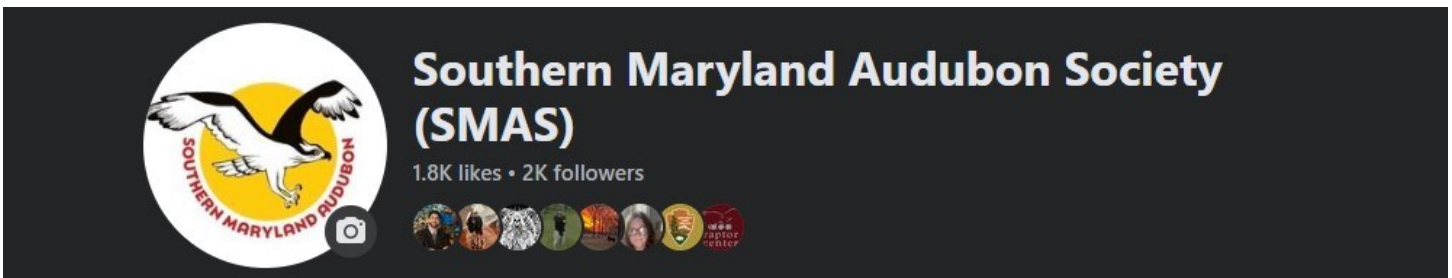 Southern Maryland Audubon Society
(SMAS)
1.8K likes • 2K followers
SOUTHERN MARYLAND AUDUBON
raptor
center